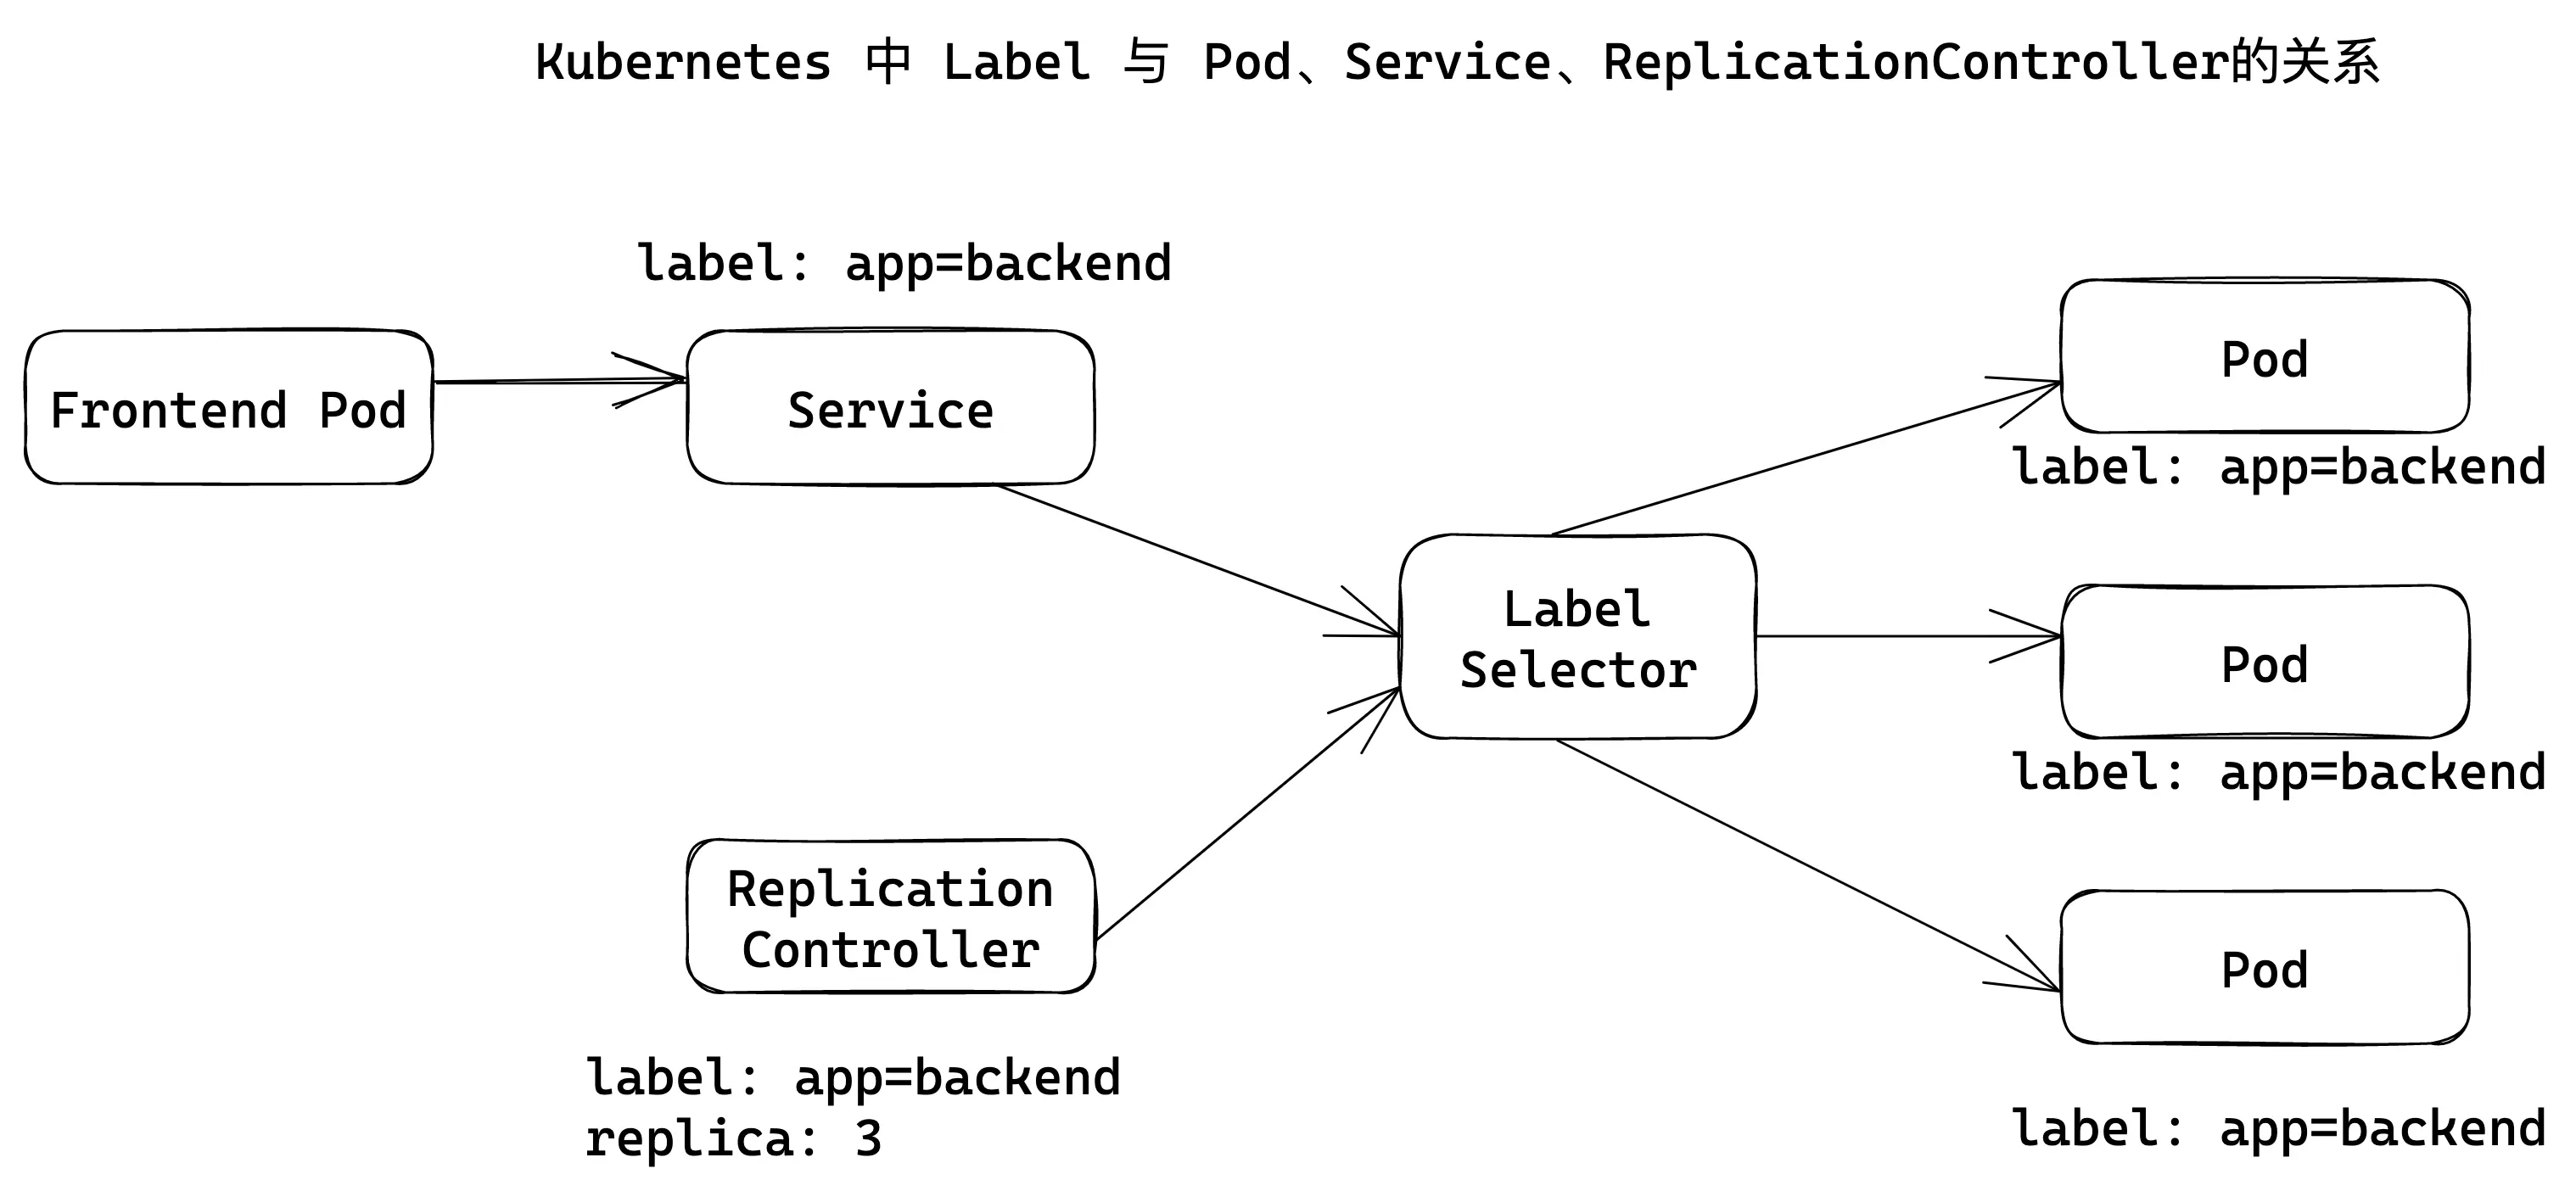 Kubernetes 中 Label 与 Pod、Service、ReplicationController的关系
label: app=backend
Frontend Pod
Service
Pod
label: app=backend
Label
Selector
Pod
label: app=backend
Replication
Controller
label: app=backend
replica: 3
Pod
label: app=backend